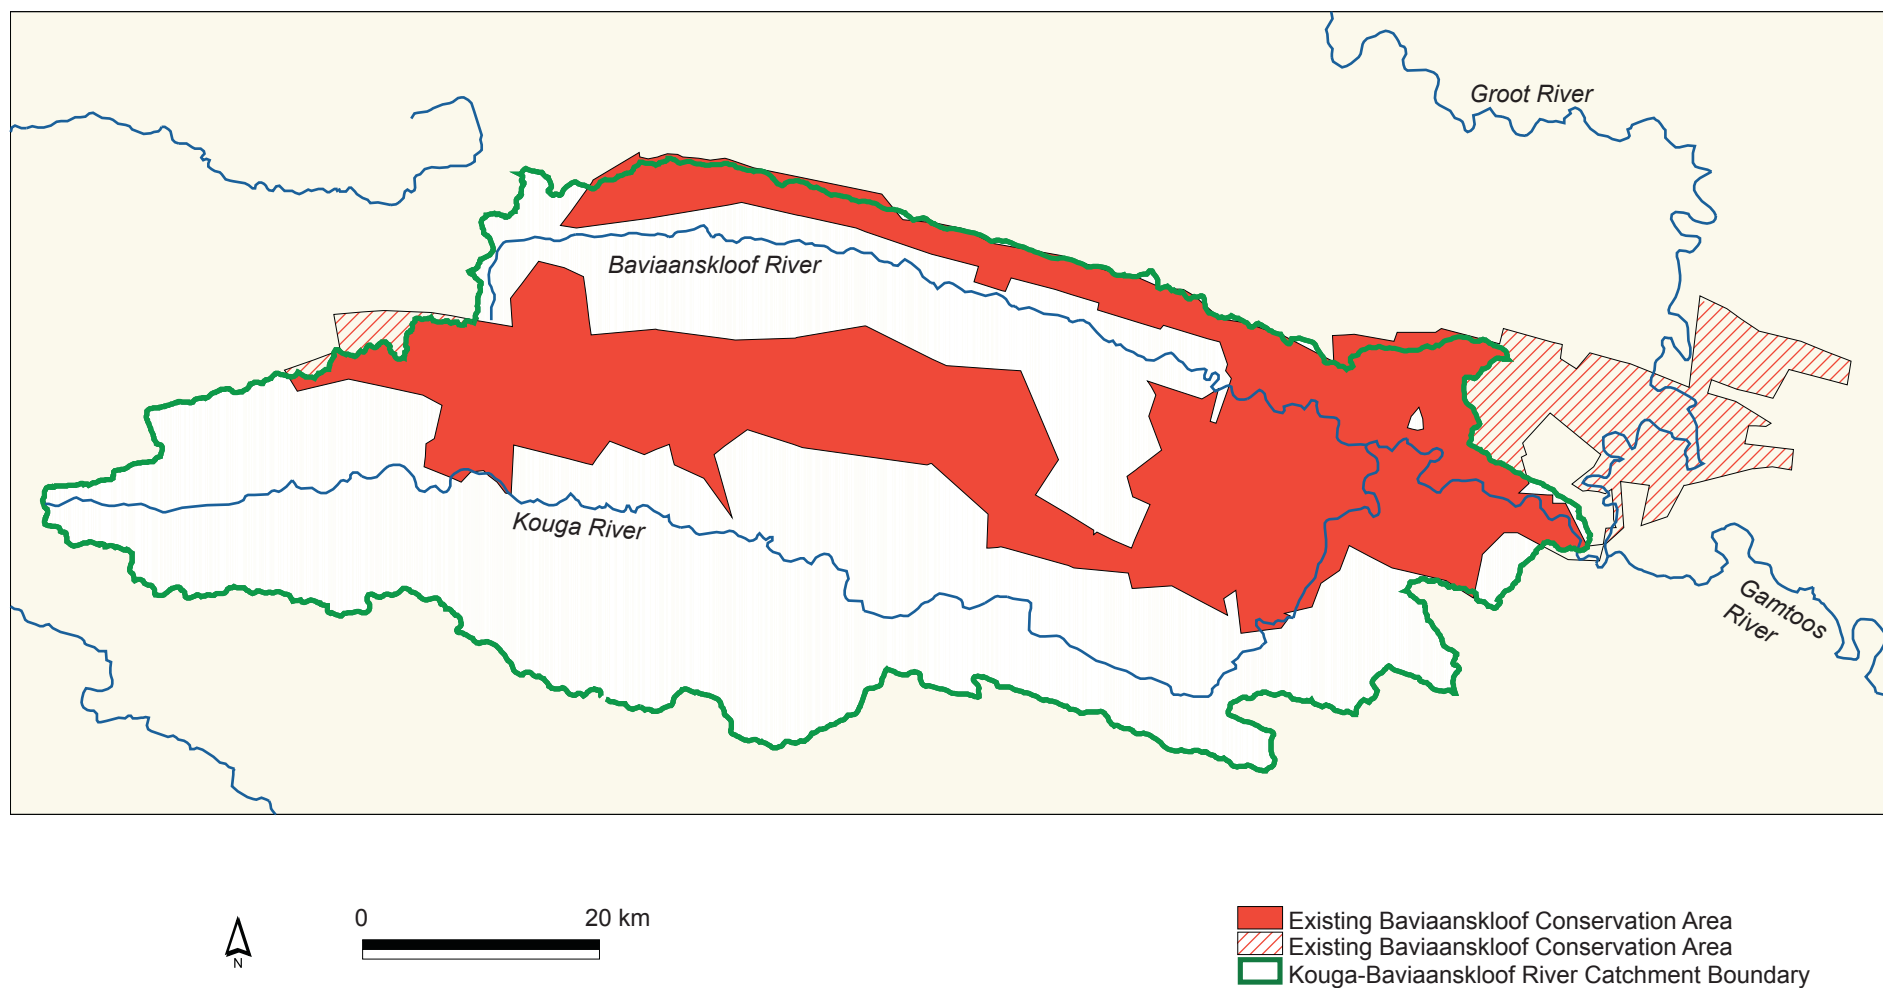 Groot River
Baviaanskloof River
Kouga River
Gamtoos
River
0 20 km
N
Existing Baviaanskloof Conservation Area
Existing Baviaanskloof Conservation Area
Kouga-Baviaanskloof River Catchment Boundary